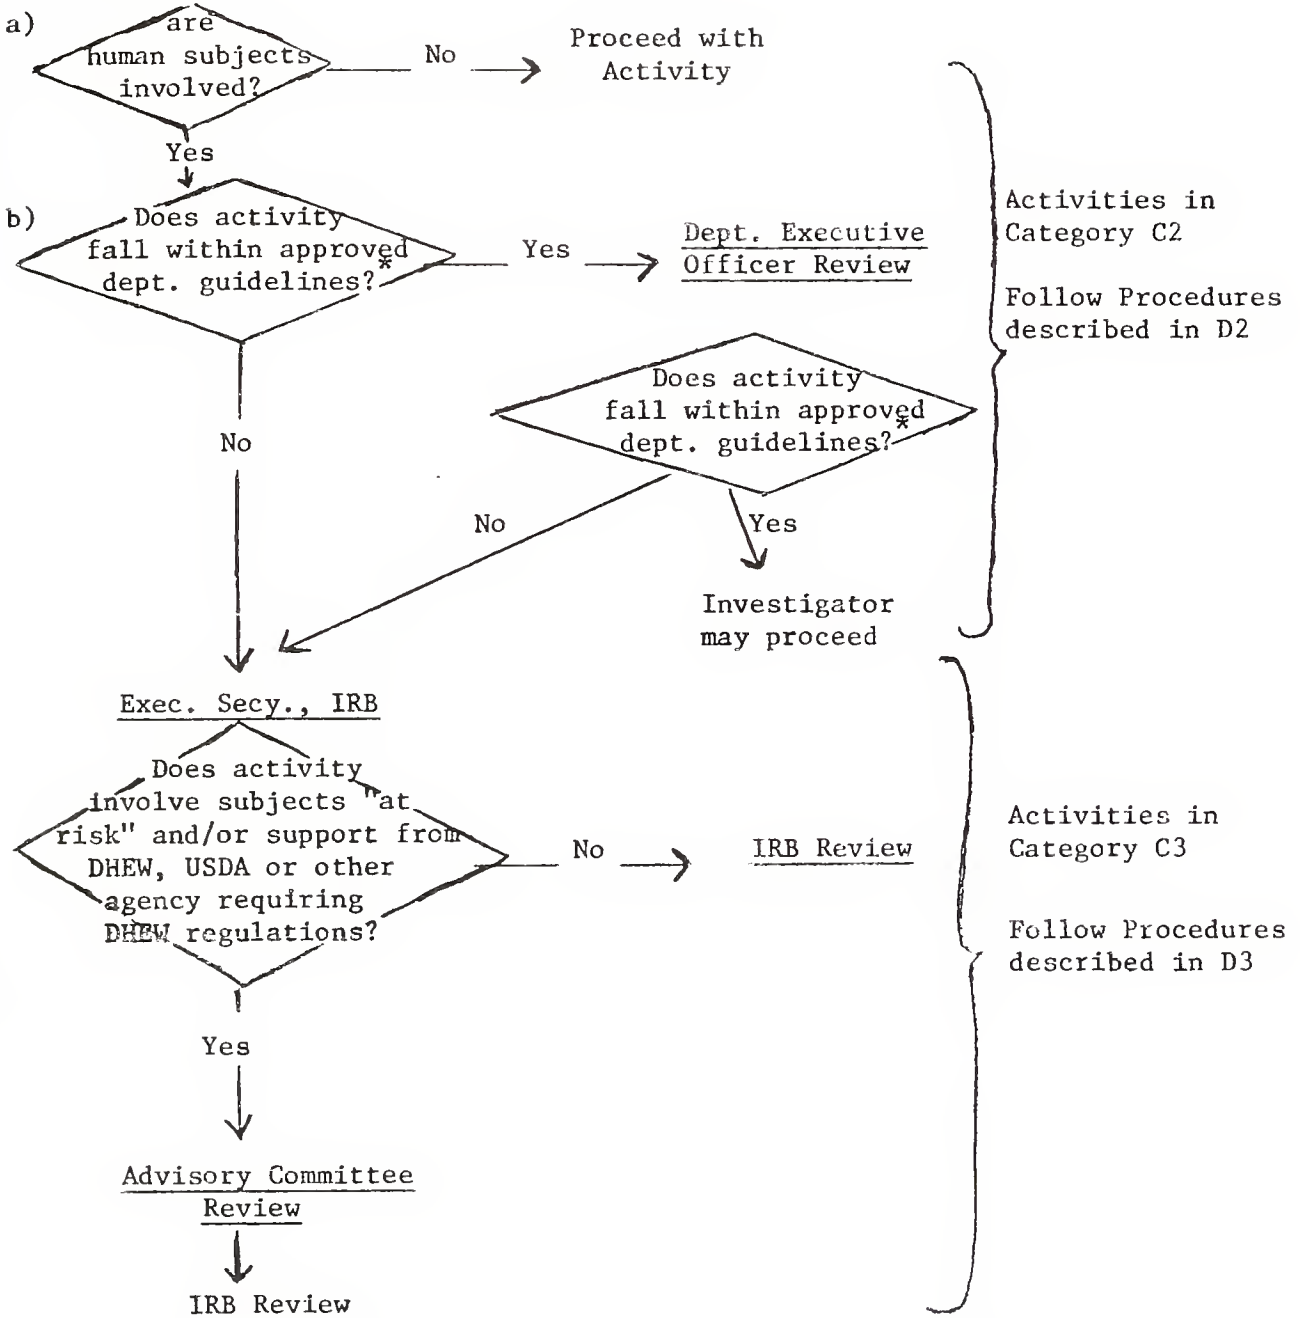 a)
are
human subjects
involved?
No
Proceed with
Activity
Yes
b)
Does activity
fall within approved
dept. guidelines?*
Yes
Dept. Executive
Officer Review
Activities in
Category C2
Follow Procedures
described in D2
Does activity
fall within approved
dept. guidelines?*
No
No
Yes
Investigator
may proceed
Exec. Secy., IRB
Does activity
involve subjects "at
risk" and/or support from
DHEW, USDA or other
agency requiring
DHEW regulations?
No
IRB Review
Activities in
Category C3
Follow Procedures
described in D3
Yes
Advisory Committee
Review
IRB Review